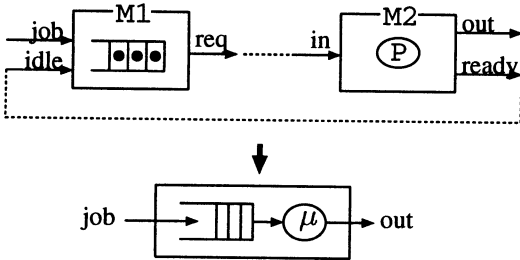 M1 M2
job req in out
idle P ready
job μ out